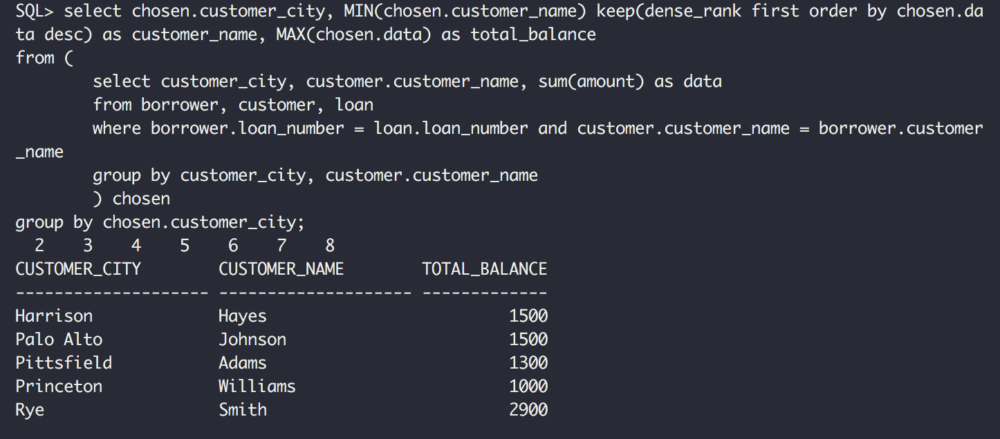 SQL> select chosen.customer_city, MIN(chosen.customer_name) keep(dense_rank first order by chosen.da
ta desc) as customer_name, MAX(chosen.data) as total_balance
from (
        select customer_city, customer.customer_name, sum(amount) as data
        from borrower, customer, loan
        where borrower.loan_number = loan.loan_number and customer.customer_name = borrower.customer
_name
        group by customer_city, customer.customer_name
        ) chosen
group by chosen.customer_city;
  2    3    4    5    6    7    8
CUSTOMER_CITY        CUSTOMER_NAME        TOTAL_BALANCE
-------------------- -------------------- -------------
Harrison             Hayes                         1500
Palo Alto            Johnson                       1500
Pittsfield           Adams                         1300
Princeton            Williams                      1000
Rye                  Smith                         2900